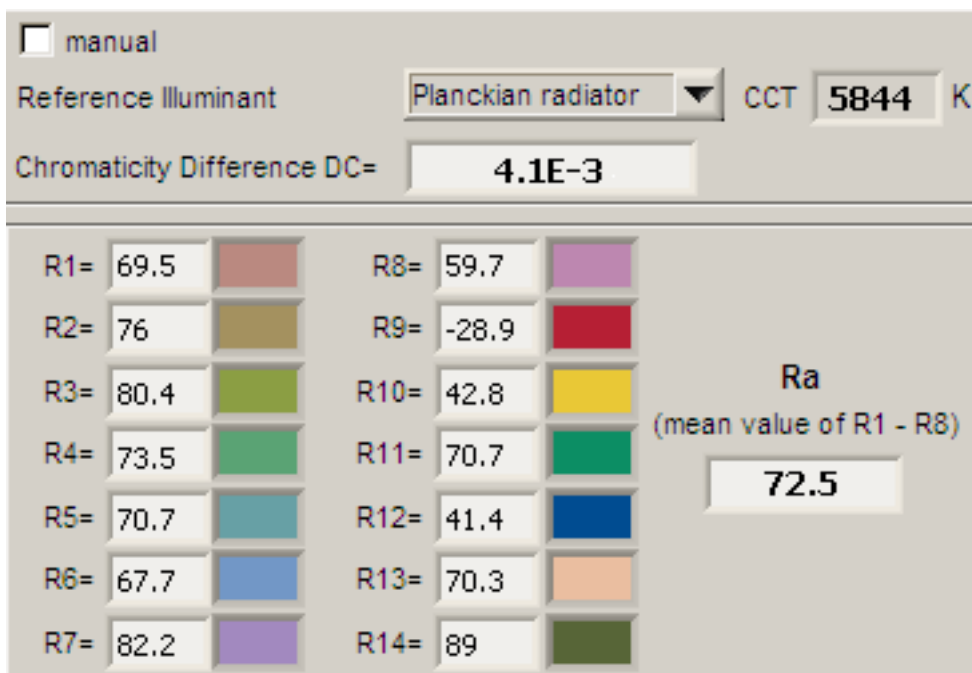 manual
Reference Illuminant Planckian radiator CCT 5844 K
Chromaticity Difference DC= 4.1E-3
R1= 69.5 R8= 59.7
R2= 76 R9= -28.9
R3= 80.4 R10= 42.8
R4= 73.5 R11= 70.7
R5= 70.7 R12= 41.4
R6= 67.7 R13= 70.3
R7= 82.2 R14= 89
Ra
(mean value of R1 - R8)
72.5